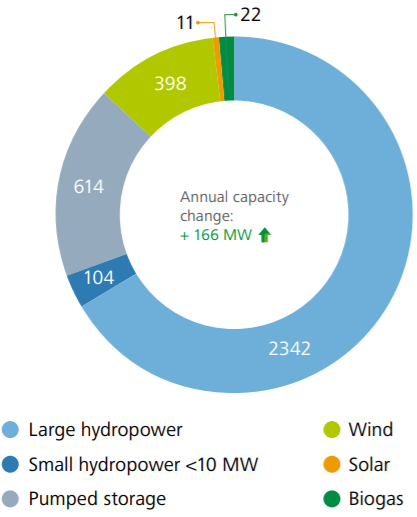 11
22
398
614
Annual capacity
change:
+ 166 MW
104
2342
Large hydropower
Wind
Small hydropower <10 MW
Solar
Pumped storage
Biogas